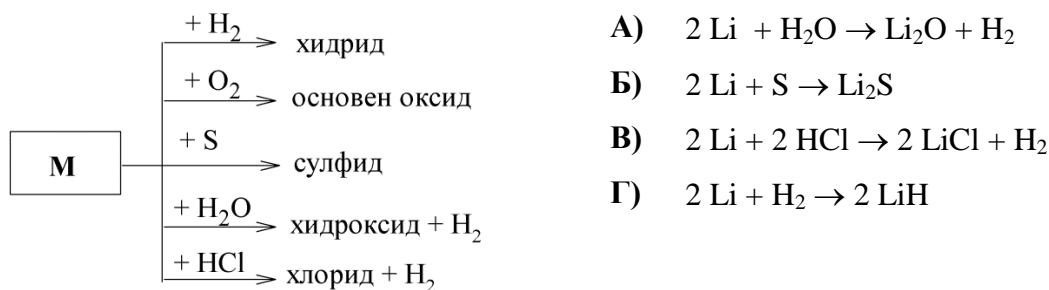 + H₂
хидрид
+ O₂
основен оксид
+ S
сулфид
М
+ H₂O
хидроксид + H₂
+ HCl
хлорид + H₂
А) 2 Li + H₂O → Li₂O + H₂
Б) 2 Li + S → Li₂S
В) 2 Li + 2 HCl → 2 LiCl + H₂
Г) 2 Li + H₂ → 2 LiH